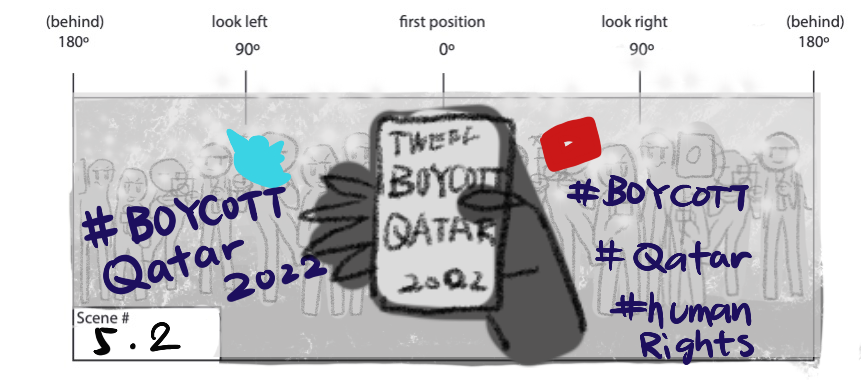 (behind) look left first position look right (behind)
180º 90º 0º 90º 180º
#BOYCOTT
Qatar
2022
TWEET
BOYCOTT
QATAR
2002
#BOYCOTT
# Qatar
#human
Rights
Scene #
5.2